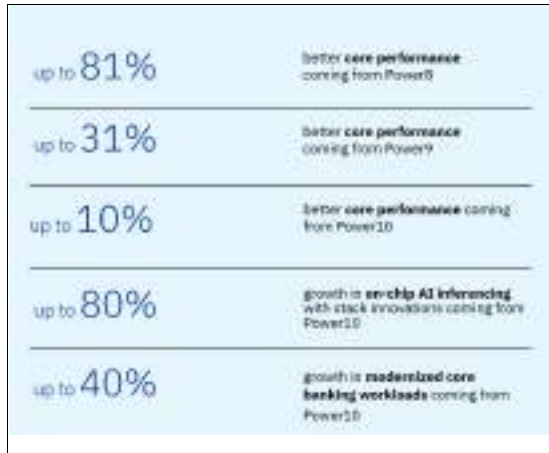 up to 81%
better core performance
coming from Power8
up to 31%
better core performance
coming from Power9
up to 10%
better core performance coming
from Power10
up to 80%
growth in on-chip AI inferencing
with stack innovations coming from
Power10
up to 40%
growth in modernized core
banking workloads coming from
Power10